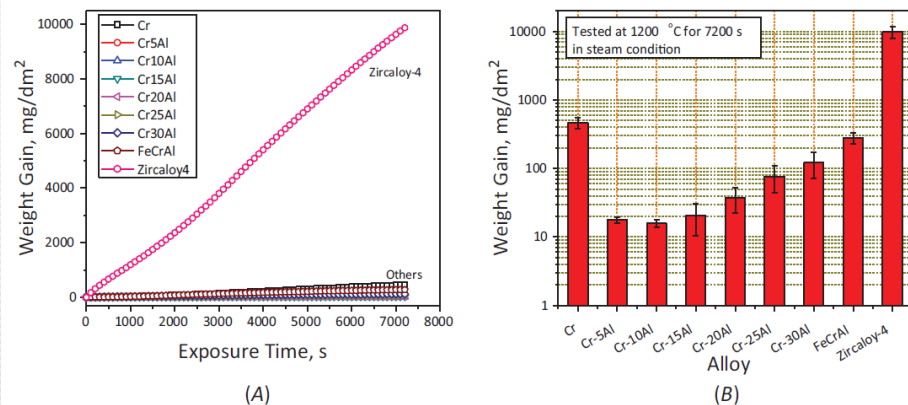 10000
8000
6000
4000
2000
0
Weight Gain, mg/dm²
Cr
Cr5Al
Cr10Al
Cr15Al
Cr20Al
Cr25Al
Cr30Al
FeCrAl
Zircaloy4
Zircaloy-4
Others
0 1000 2000 3000 4000 5000 6000 7000 8000
Exposure Time, s
(A)
10000
1000
100
10
1
Weight Gain, mg/dm²
Tested at 1200 °C for 7200 s
in steam condition
Cr Cr-5Al Cr-10Al Cr-15Al Cr-20Al Cr-25Al Cr-30Al FeCrAl Zircaloy-4
Alloy
(B)